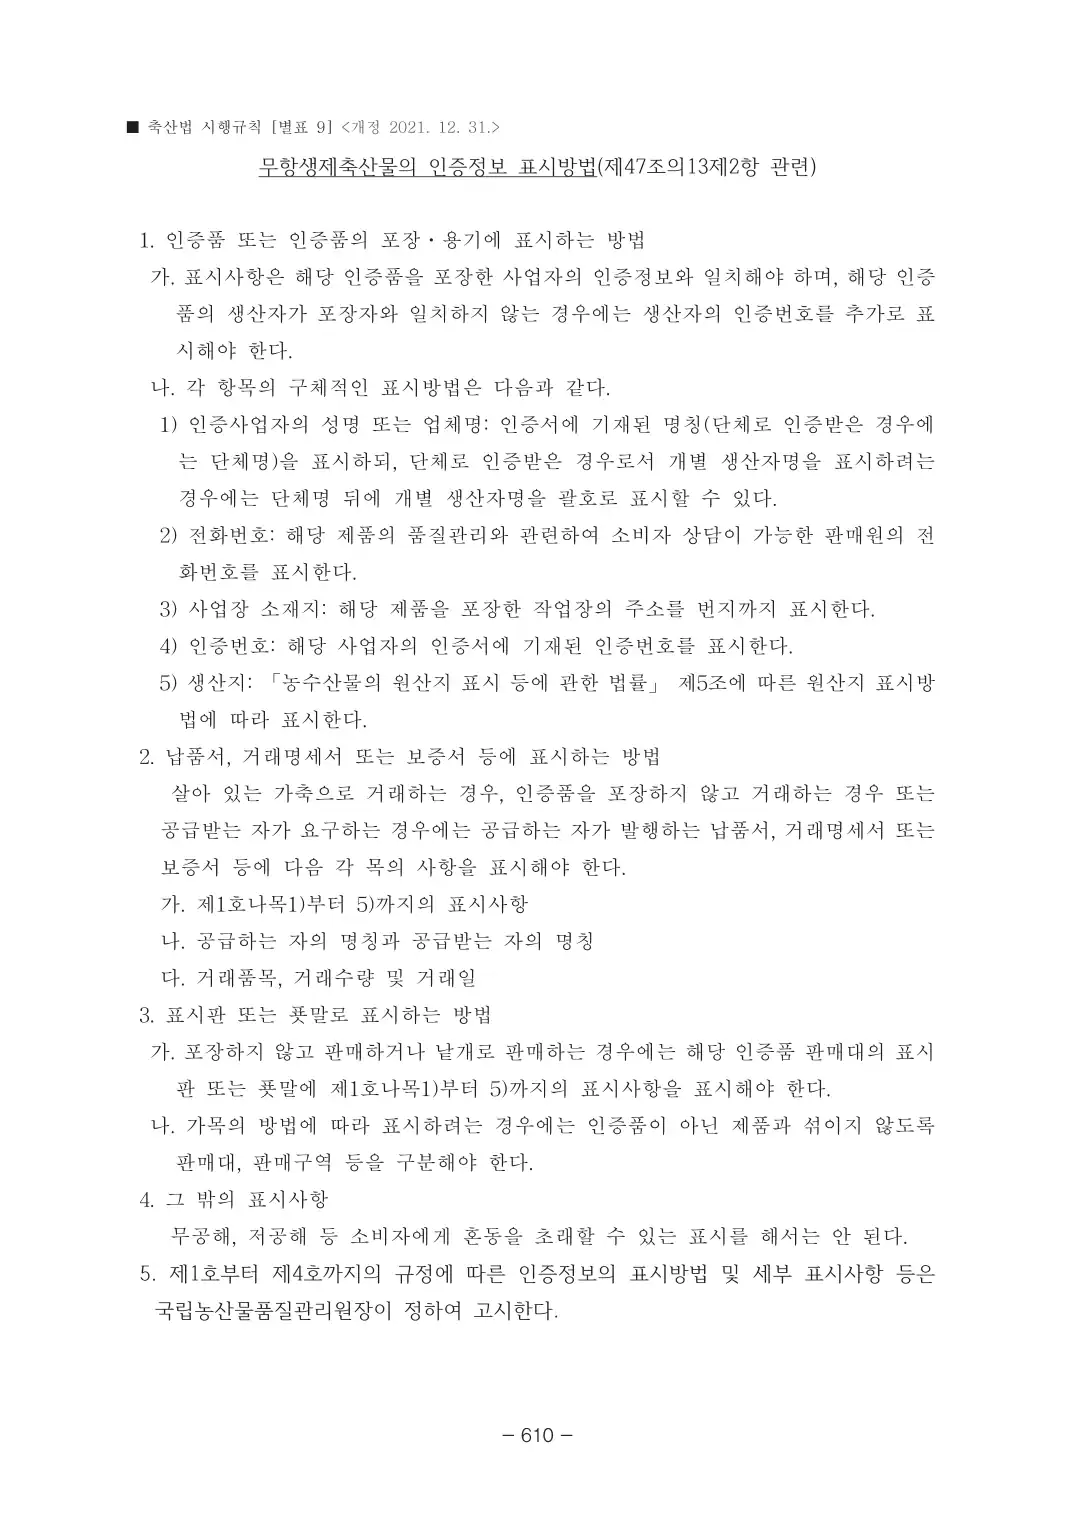 ■ 축산법 시행규칙 [별표 9] <개정 2021. 12. 31.>
무항생제축산물의 인증정보 표시방법(제47조의13제2항 관련)
1. 인증품 또는 인증품의 포장·용기에 표시하는 방법
가. 표시사항은 해당 인증품을 포장한 사업자의 인증정보와 일치해야 하며, 해당 인증
품의 생산자가 포장자와 일치하지 않는 경우에는 생산자의 인증번호를 추가로 표
시해야 한다.
나. 각 항목의 구체적인 표시방법은 다음과 같다.
1) 인증사업자의 성명 또는 업체명: 인증서에 기재된 명칭(단체로 인증받은 경우에
는 단체명)을 표시하되, 단체로 인증받은 경우로서 개별 생산자명을 표시하려는
경우에는 단체명 뒤에 개별 생산자명을 괄호로 표시할 수 있다.
2) 전화번호: 해당 제품의 품질관리와 관련하여 소비자 상담이 가능한 판매원의 전
화번호를 표시한다.
3) 사업장 소재지: 해당 제품을 포장한 작업장의 주소를 번지까지 표시한다.
4) 인증번호: 해당 사업자의 인증서에 기재된 인증번호를 표시한다.
5) 생산지: 「농수산물의 원산지 표시 등에 관한 법률」 제5조에 따른 원산지 표시방
법에 따라 표시한다.
2. 납품서, 거래명세서 또는 보증서 등에 표시하는 방법
살아 있는 가축으로 거래하는 경우, 인증품을 포장하지 않고 거래하는 경우 또는
공급받는 자가 요구하는 경우에는 공급하는 자가 발행하는 납품서, 거래명세서 또는
보증서 등에 다음 각 목의 사항을 표시해야 한다.
가. 제1호나목1)부터 5)까지의 표시사항
나. 공급하는 자의 명칭과 공급받는 자의 명칭
다. 거래품목, 거래수량 및 거래일
3. 표시판 또는 푯말로 표시하는 방법
가. 포장하지 않고 판매하거나 낱개로 판매하는 경우에는 해당 인증품 판매대의 표시
판 또는 푯말에 제1호나목1)부터 5)까지의 표시사항을 표시해야 한다.
나. 가목의 방법에 따라 표시하려는 경우에는 인증품이 아닌 제품과 섞이지 않도록
판매대, 판매구역 등을 구분해야 한다.
4. 그 밖의 표시사항
무공해, 저공해 등 소비자에게 혼동을 초래할 수 있는 표시를 해서는 안 된다.
5. 제1호부터 제4호까지의 규정에 따른 인증정보의 표시방법 및 세부 표시사항 등은
국립농산물품질관리원장이 정하여 고시한다.
- 610 -